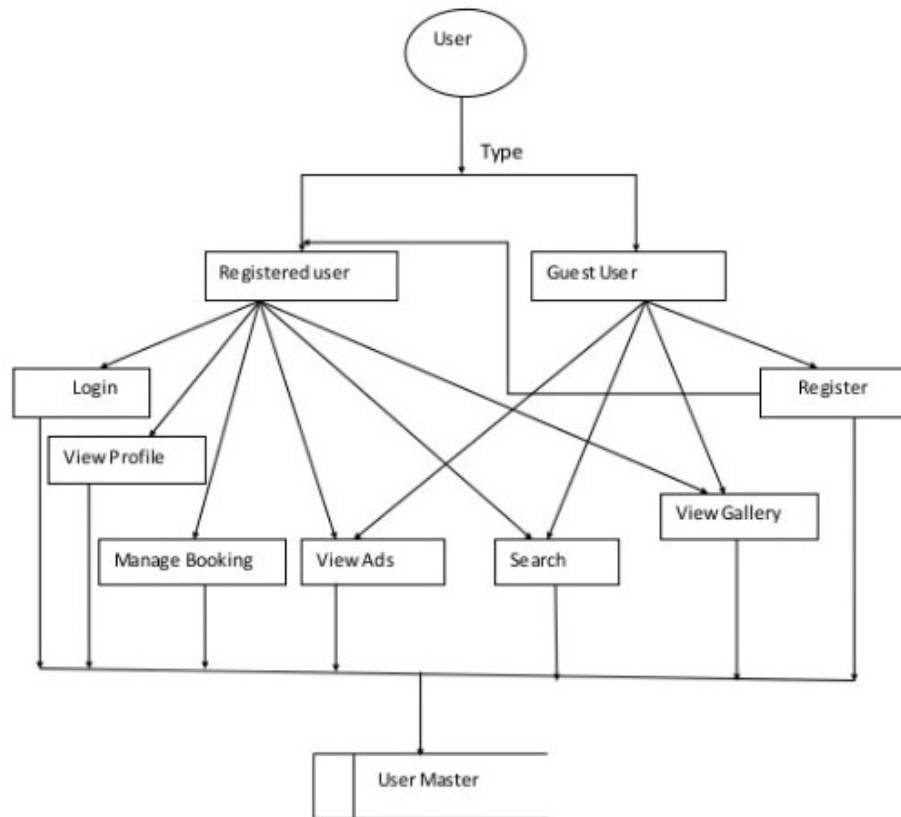 User
Type
Registered user
Guest User
Login
Register
View Profile
View Gallery
Manage Booking
View Ads
Search
User Master